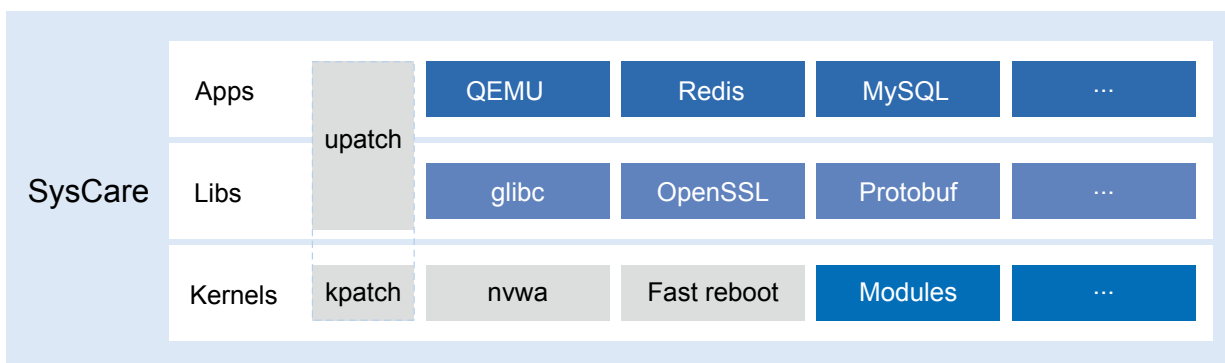 SysCare
Apps
upatch
QEMU
Redis
MySQL
...
Libs
glibc
OpenSSL
Protobuf
...
Kernels
kpatch
nvwa
Fast reboot
Modules
...